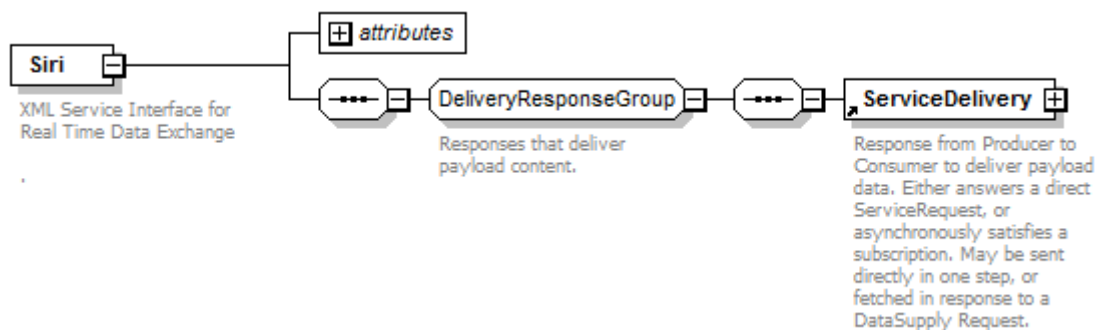 attributes
Siri
XML Service Interface for
Real Time Data Exchange
.
DeliveryResponseGroup
Responses that deliver
payload content.
ServiceDelivery
Response from Producer to
Consumer to deliver payload
data. Either answers a direct
ServiceRequest, or
asynchronously satisfies a
subscription. May be sent
directly in one step, or
fetched in response to a
DataSupply Request.